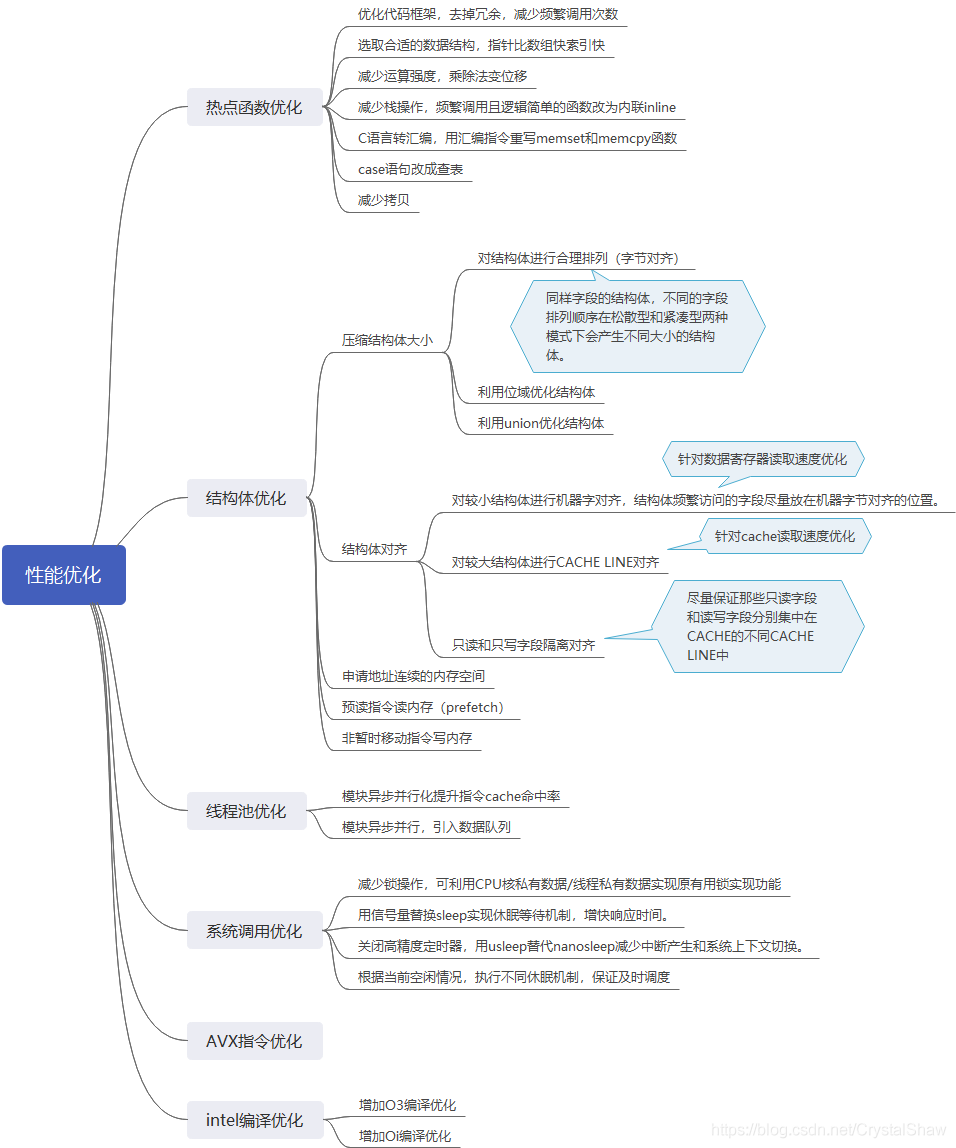 性能优化
热点函数优化
优化代码框架，去掉冗余，减少频繁调用次数
选取合适的数据结构，指针比数组快索引快
减少运算强度，乘除法变位移
减少栈操作，频繁调用且逻辑简单的函数改为内联inline
C语言转汇编，用汇编指令重写memset和memcpy函数
case语句改成查表
减少拷贝
结构体优化
压缩结构体大小
对结构体进行合理排列（字节对齐）
同样字段的结构体，不同的字段
排列顺序在松散型和紧凑型两种
模式下会产生不同大小的结构
体。
利用位域优化结构体
利用union优化结构体
结构体对齐
针对数据寄存器读取速度优化
对较小结构体进行机器字对齐，结构体频繁访问的字段尽量放在机器字节对齐的位置。
针对cache读取速度优化
对较大结构体进行CACHE LINE对齐
尽量保证那些只读字段
和读写字段分别集中在
CACHE的不同CACHE
LINE中
只读和只写字段隔离对齐
申请地址连续的内存空间
预读指令读内存（prefetch）
非暂时移动指令写内存
线程池优化
模块异步并行化提升指令cache命中率
模块异步并行，引入数据队列
系统调用优化
减少锁操作，可利用CPU核私有数据/线程私有数据实现原有用锁实现功能
用信号量替换sleep实现休眠等待机制，增快响应时间。
关闭高精度定时器，用usleep替代nanosleep减少中断产生和系统上下文切换。
根据当前空闲情况，执行不同休眠机制，保证及时调度
AVX指令优化
intel编译优化
增加O3编译优化
增加Oi编译优化
https://blog.csdn.net/CrystalShaw